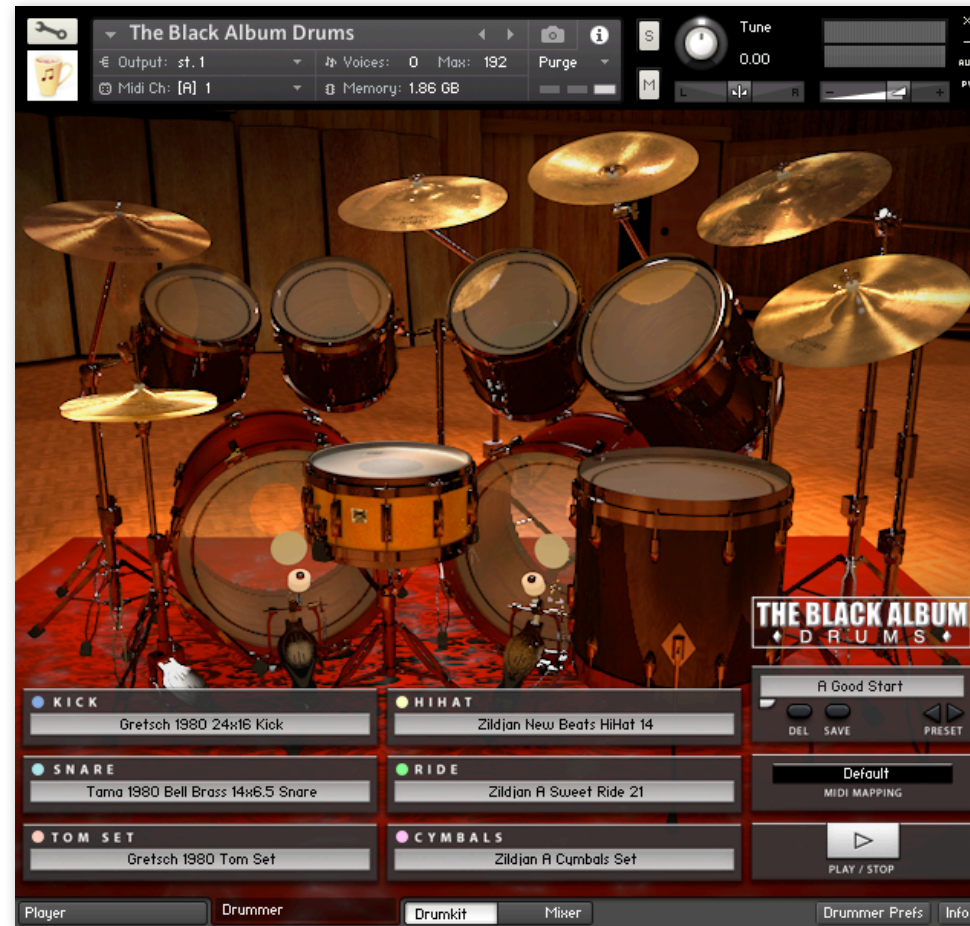 The Black Album Drums
S
Tune
Output: st. 1
Voices: 0 Max: 192
Purge
0.00
Midi Ch: [A] 1
Memory: 1.86 GB
M
L
R
- +
THE BLACK ALBUM
DRUMS
KICK
Gretsch 1980 24x16 Kick
HIHAT
Zildjian New Beats HiHat 14
A Good Start
DEL SAVE PRESET
SNARE
Tama 1980 Bell Brass 14x6.5 Snare
RIDE
Zildjian A Sweet Ride 21
Default
MIDI MAPPING
TOM SET
Gretsch 1980 Tom Set
CYMBALS
Zildjian A Cymbals Set
PLAY / STOP
Player
Drummer
Drumkit
Mixer
Drummer Prefs
Info